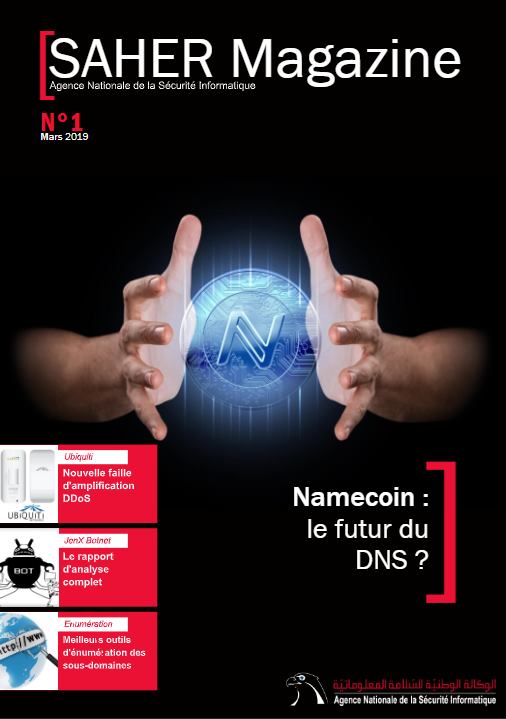 SAHER Magazine
Agence Nationale de la Sécurité Informatique
Nº1
Mars 2019
N
Ubiquiti
Nouvelle faille
d'amplification
DDoS
UBiQUiTi
JenX Botnet
Le rapport
d'analyse
complet
BOT
Enumération
Meilleurs outils
d'énumération des
sous-domaines
http://www
Namecoin :
le futur du
DNS ?
الوكالة الوطنية للسلامة المعلوماتية
Agence Nationale de la Sécurité Informatique